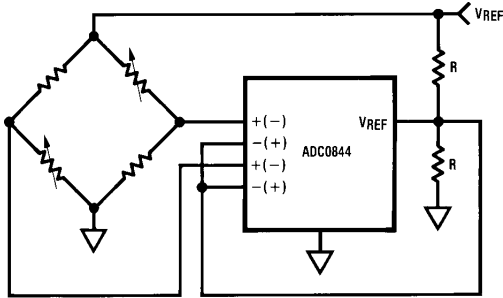 VREF
R
+(−)
VREF
−(+)
ADC0844
+(−)
R
−(+)